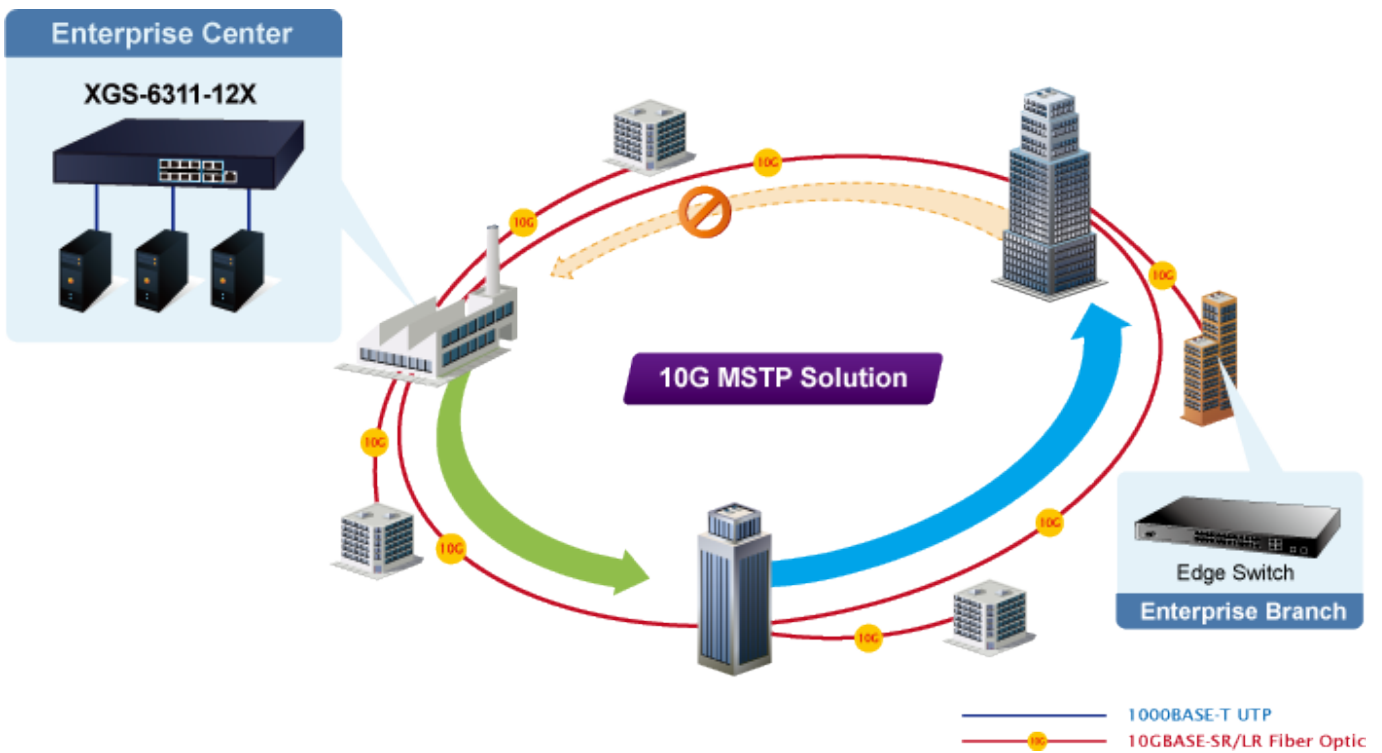 Enterprise Center
XGS-6311-12X
10G
10G
10G
10G MSTP Solution
10G
10G
10G
10G
Edge Switch
Enterprise Branch
1000BASE-T UTP
10G
10GBASE-SR/LR Fiber Optic